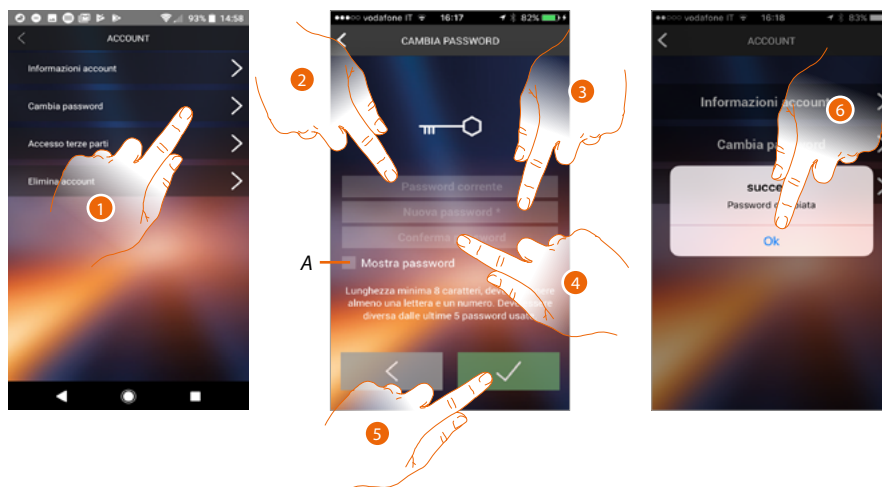 93% 14:58
ACCOUNT
Informazioni account
Cambia password
Accesso terze parti
Elimina account
1
vodafone IT 16:17 82%
CAMBIA PASSWORD
2
3
Password corrente
Nuova password *
Conferma password
A
Mostra password
4
Lunghezza minima 8 caratteri, deve
almeno una lettera e un numero. Deve
diversa dalle ultime 5 password usate
5
vodafone IT 16:18 83%
ACCOUNT
Informazioni account
6
Cambia
Password
Ok